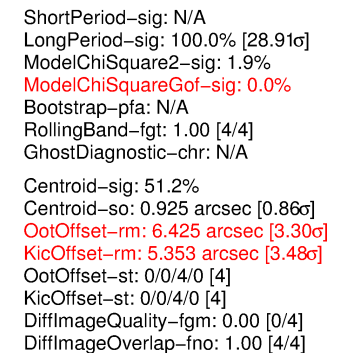 ShortPeriod-sig: N/A
LongPeriod-sig: 100.0% [28.91σ]
ModelChiSquare2-sig: 1.9%
ModelChiSquareGof-sig: 0.0%
Bootstrap-pfa: N/A
RollingBand-fgt: 1.00 [4/4]
GhostDiagnostic-chr: N/A
Centroid-sig: 51.2%
Centroid-so: 0.925 arcsec [0.86σ]
OotOffset-rm: 6.425 arcsec [3.30σ]
KicOffset-rm: 5.353 arcsec [3.48σ]
OotOffset-st: 0/0/4/0 [4]
KicOffset-st: 0/0/4/0 [4]
DiffImageQuality-fgm: 0.00 [0/4]
DiffImageOverlap-fno: 1.00 [4/4]